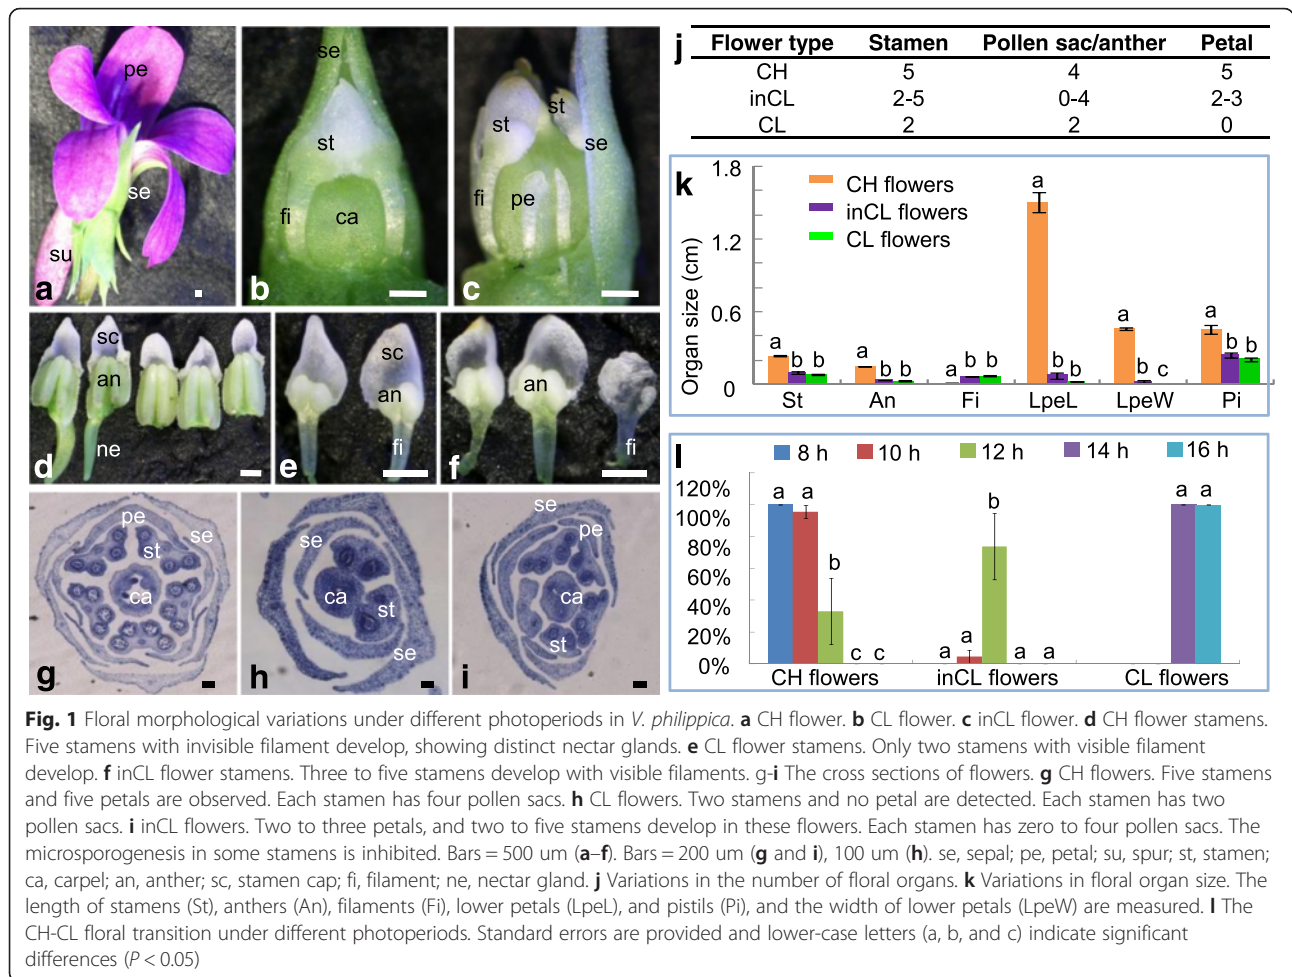 pe
se
su
a
se
st
fi
ca
b
st
st
se
fi
pe
c
sc
an
ne
d
sc
an
fi
e
an
fi
f
pe
se
st
ca
g
se
ca
st
se
h
se
pe
ca
st
i
j
Flower type Stamen Pollen sac/anther Petal
CH 5 4 5
inCL 2-5 0-4 2-3
CL 2 2 0
k
Organ size (cm)
1.8
1.2
0.6
0
CH flowers
inCL flowers
CL flowers
a b b
a b b
a b b
a b b
a b c
a b b
St An Fi LpeL LpeW Pi
l
8 h 10 h 12 h 14 h 16 h
120%
100%
80%
60%
40%
20%
0%
a a b c c
a a b a a
a a
CH flowers inCL flowers CL flowers
Fig. 1 Floral morphological variations under different photoperiods in V. philippica. a CH flower. b CL flower. c inCL flower. d CH flower stamens.
Five stamens with invisible filament develop, showing distinct nectar glands. e CL flower stamens. Only two stamens with visible filament
develop. f inCL flower stamens. Three to five stamens develop with visible filaments. g-i The cross sections of flowers. g CH flowers. Five stamens
and five petals are observed. Each stamen has four pollen sacs. h CL flowers. Two stamens and no petal are detected. Each stamen has two
pollen sacs. i inCL flowers. Two to three petals, and two to five stamens develop in these flowers. Each stamen has zero to four pollen sacs. The
microsporogenesis in some stamens is inhibited. Bars = 500 um (a–f). Bars = 200 um (g and i), 100 um (h). se, sepal; pe, petal; su, spur; st, stamen;
ca, carpel; an, anther; sc, stamen cap; fi, filament; ne, nectar gland. j Variations in the number of floral organs. k Variations in floral organ size. The
length of stamens (St), anthers (An), filaments (Fi), lower petals (LpeL), and pistils (Pi), and the width of lower petals (LpeW) are measured. l The
CH-CL floral transition under different photoperiods. Standard errors are provided and lower-case letters (a, b, and c) indicate significant
differences (P < 0.05)